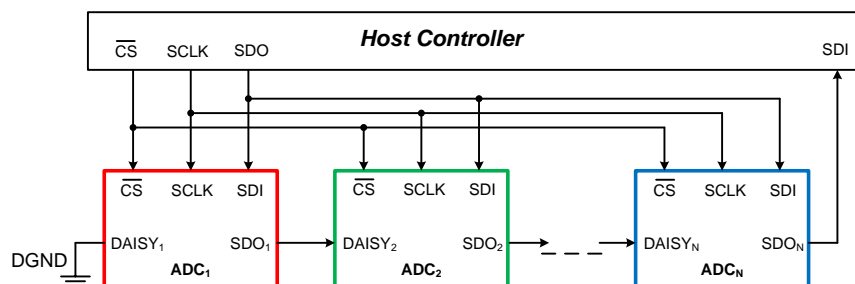 Host Controller
CS SCLK SDO SDI
CS SCLK SDI CS SCLK SDI CS SCLK SDI
DAISY1 SDO1 DAISY2 SDO2 DAISYN SDON
DGND
ADC1 ADC2 ADCN